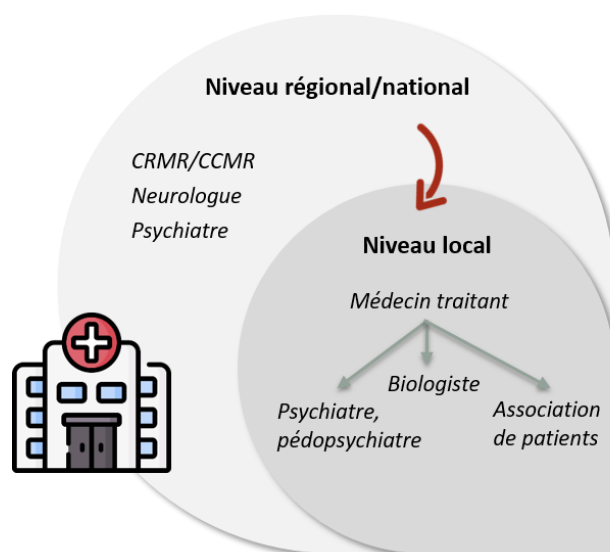 Niveau régional/national
CRMR/CCMR
Neurologue
Psychiatre
Niveau local
Médecin traitant
Biologiste
Psychiatre,
pédopsychiatre
Association
de patients